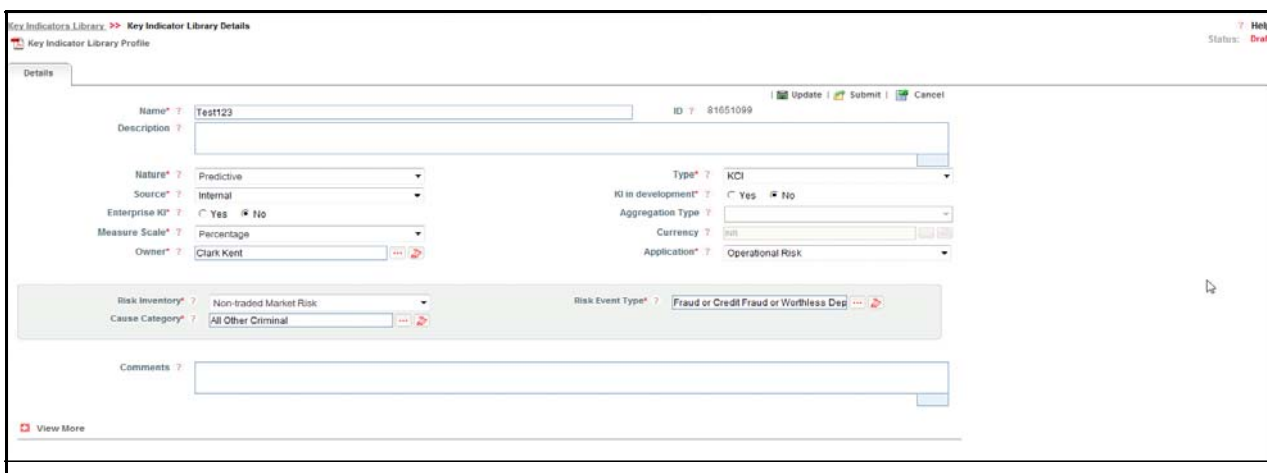 Key Indicators Library >> Key Indicator Library Details
? Help
Key Indicator Library Profile
Status: Draf
Details
| Update | Submit | Cancel
Name* ? Test123
ID ? 81651099
Description ?
Nature* ? Predictive
Type* ? KCI
Source* ? Internal
KI in development* ? Yes No
Enterprise KI* ? Yes No
Aggregation Type ?
Measure Scale* ? Percentage
Currency ?
Owner* ? Clark Kent ...
Application* ? Operational Risk
Risk Inventory* ? Non-traded Market Risk
Risk Event Type* ? Fraud or Credit Fraud or Worthless Dep ...
Cause Category* ? All Other Criminal ...
Comments ?
View More